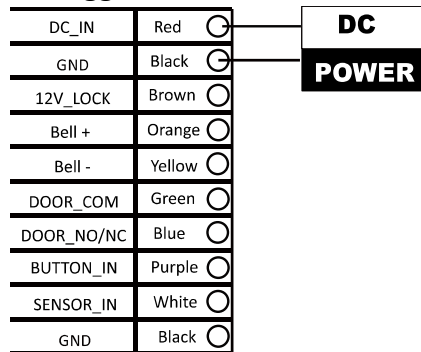 DC_IN Red DC
GND Black POWER
12V_LOCK Brown
Bell + Orange
Bell - Yellow
DOOR_COM Green
DOOR_NO/NC Blue
BUTTON_IN Purple
SENSOR_IN White
GND Black